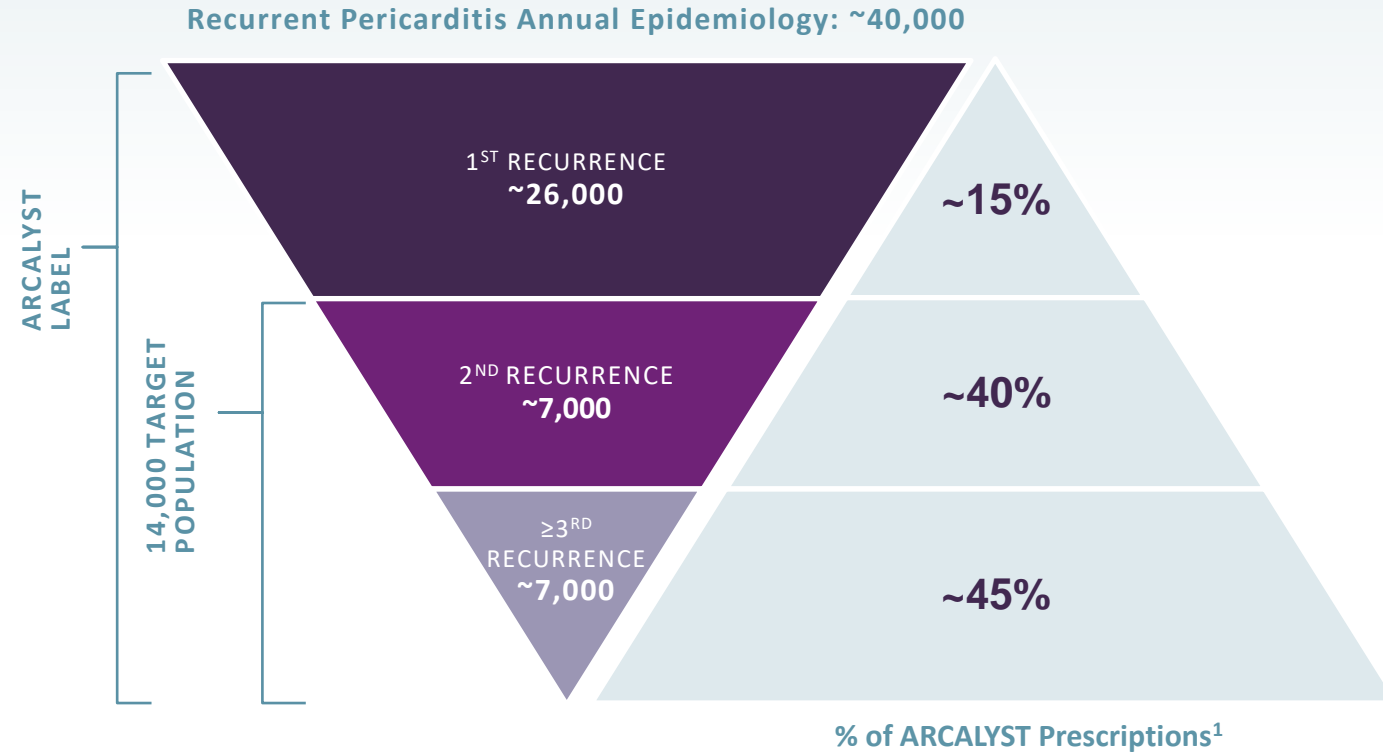 Recurrent Pericarditis Annual Epidemiology: ~40,000
ARCALYST
LABEL
14,000 TARGET
POPULATION
1ST RECURRENCE
~26,000
~15%
2ND RECURRENCE
~7,000
~40%
≥3RD
RECURRENCE
~7,000
~45%
% of ARCALYST Prescriptions1